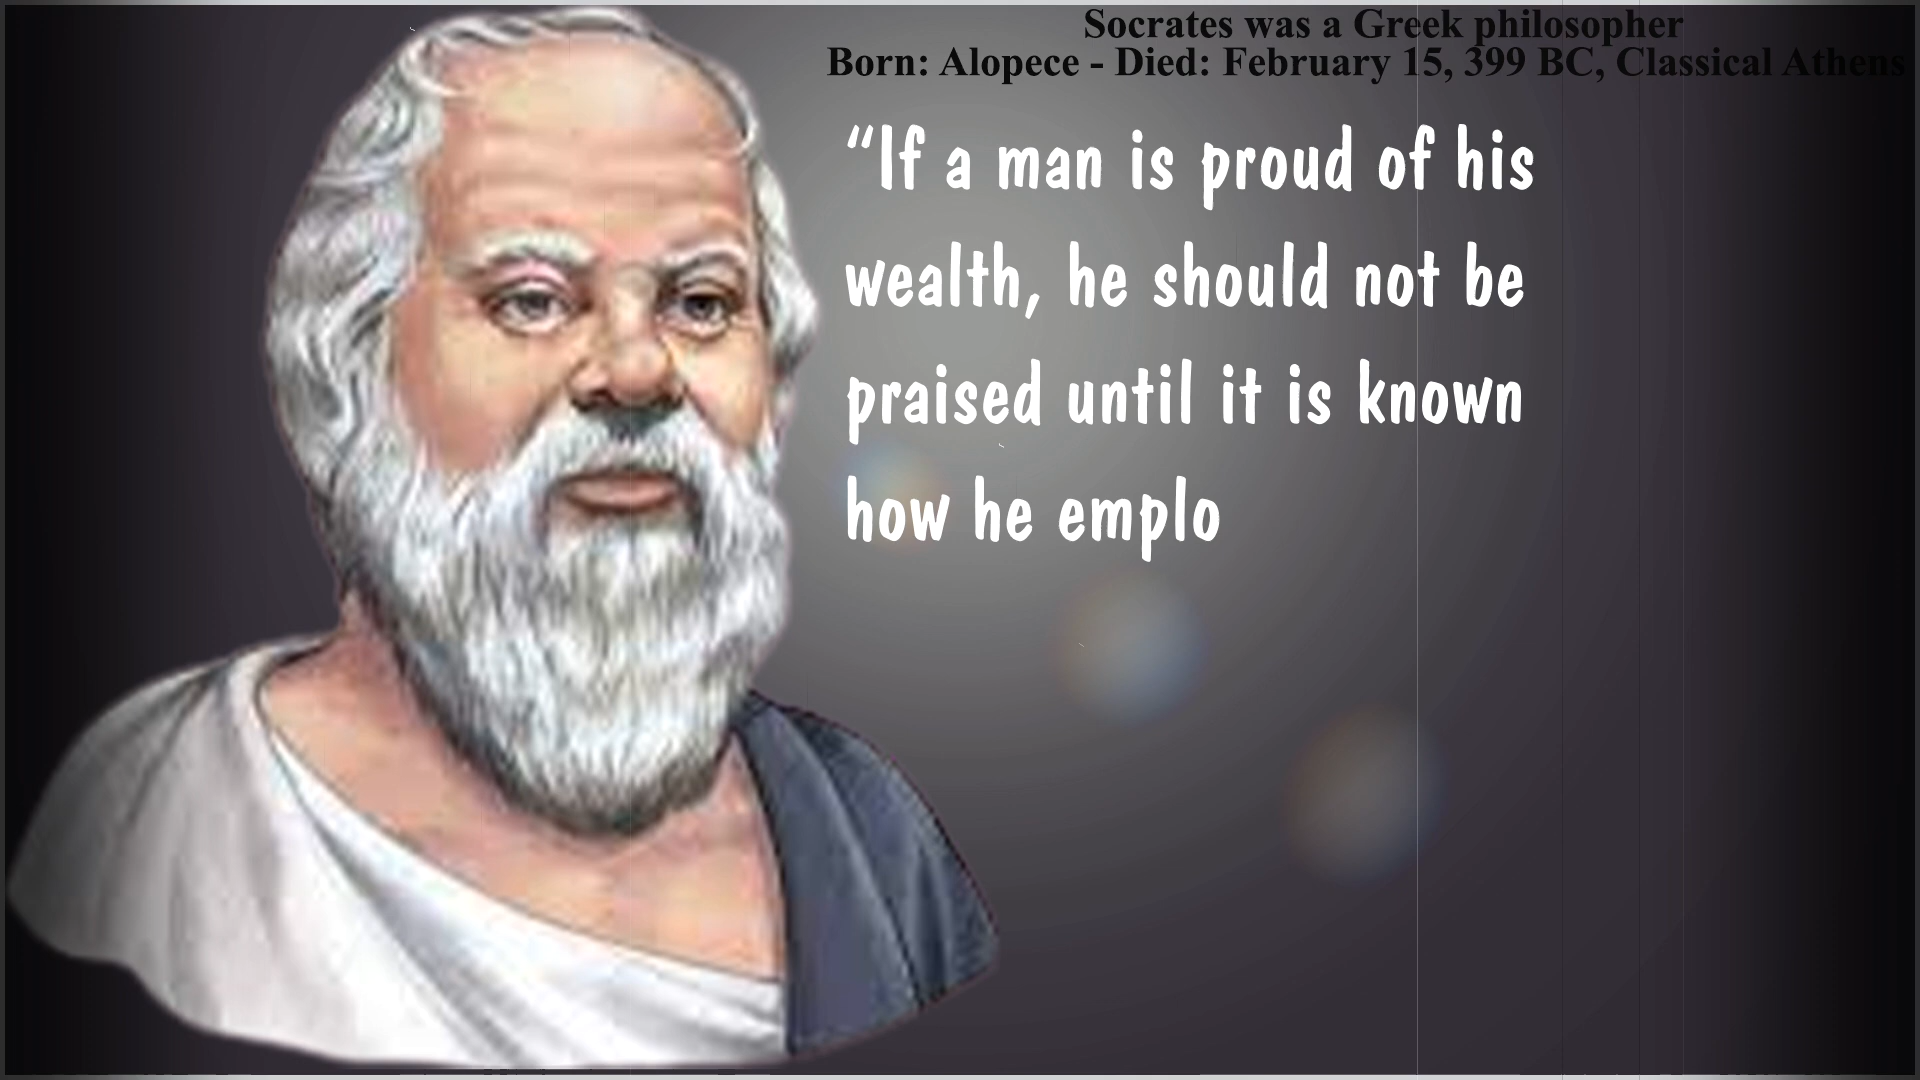 Socrates was a Greek philosopher
Born: Alopece - Died: February 15, 399 BC, Classical Athens
“If a man is proud of his
wealth, he should not be
praised until it is known
how he emplo